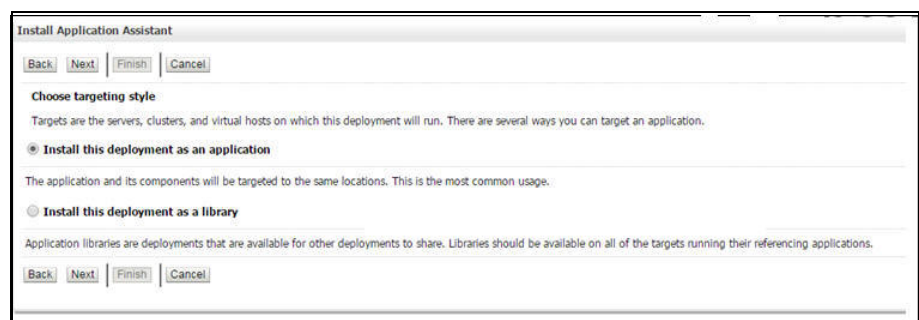 Install Application Assistant
Back Next Finish Cancel
Choose targeting style
Targets are the servers, clusters, and virtual hosts on which this deployment will run. There are several ways you can target an application.
Install this deployment as an application
The application and its components will be targeted to the same locations. This is the most common usage.
Install this deployment as a library
Application libraries are deployments that are available for other deployments to share. Libraries should be available on all of the targets running their referencing applications.
Back Next Finish Cancel